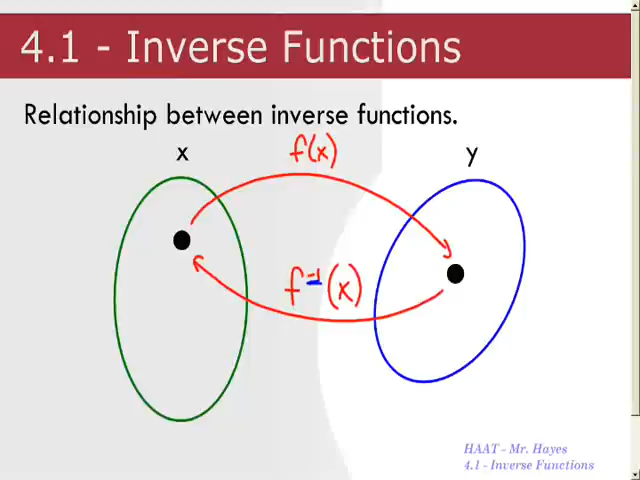 4.1 - Inverse Functions
Relationship between inverse functions.
f(x)
x
y
f⁻¹(x)
HAAT - Mr. Hayes
4.1 - Inverse Functions